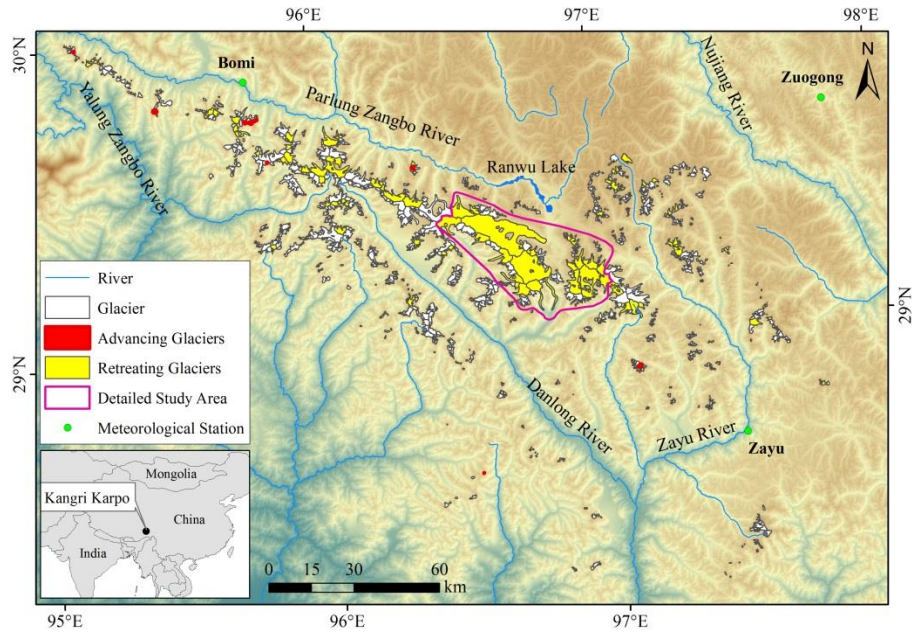 96°E
97°E
98°E
30°N
Bomi
Zuogong
N
Nujiang River
Yalung Zangbo River
Parlung Zangbo River
Ranwu Lake
River
Glacier
Advancing Glaciers
Retreating Glaciers
Detailed Study Area
Meteorological Station
29°N
29°N
Danlong River
Zayu River
Zayu
Mongolia
Kangri Karpo
China
India
0 15 30 60
km
95°E
96°E
97°E